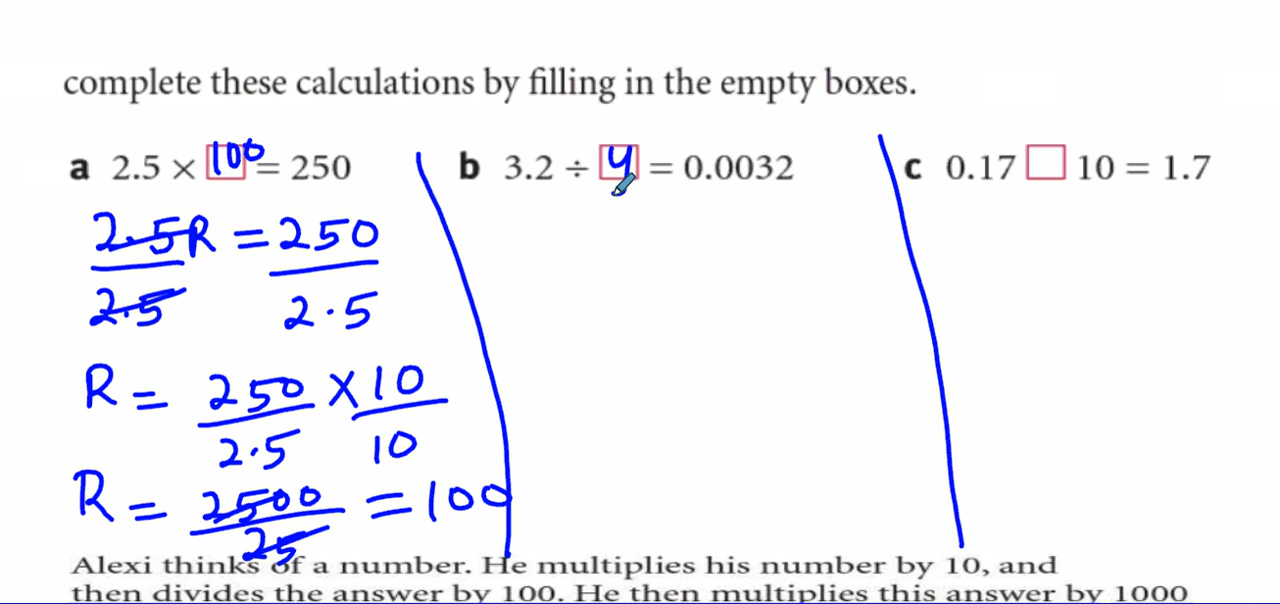 complete these calculations by filling in the empty boxes.
a 2.5 × 100 = 250 b 3.2 ÷ y = 0.0032 c 0.17 □ 10 = 1.7
2.5R = 250
2.5 2.5
R = 250 × 10
2.5 10
R = 2500 = 100
25
Alexi thinks of a number. He multiplies his number by 10, and
then divides the answer by 100. He then multiplies this answer by 1000